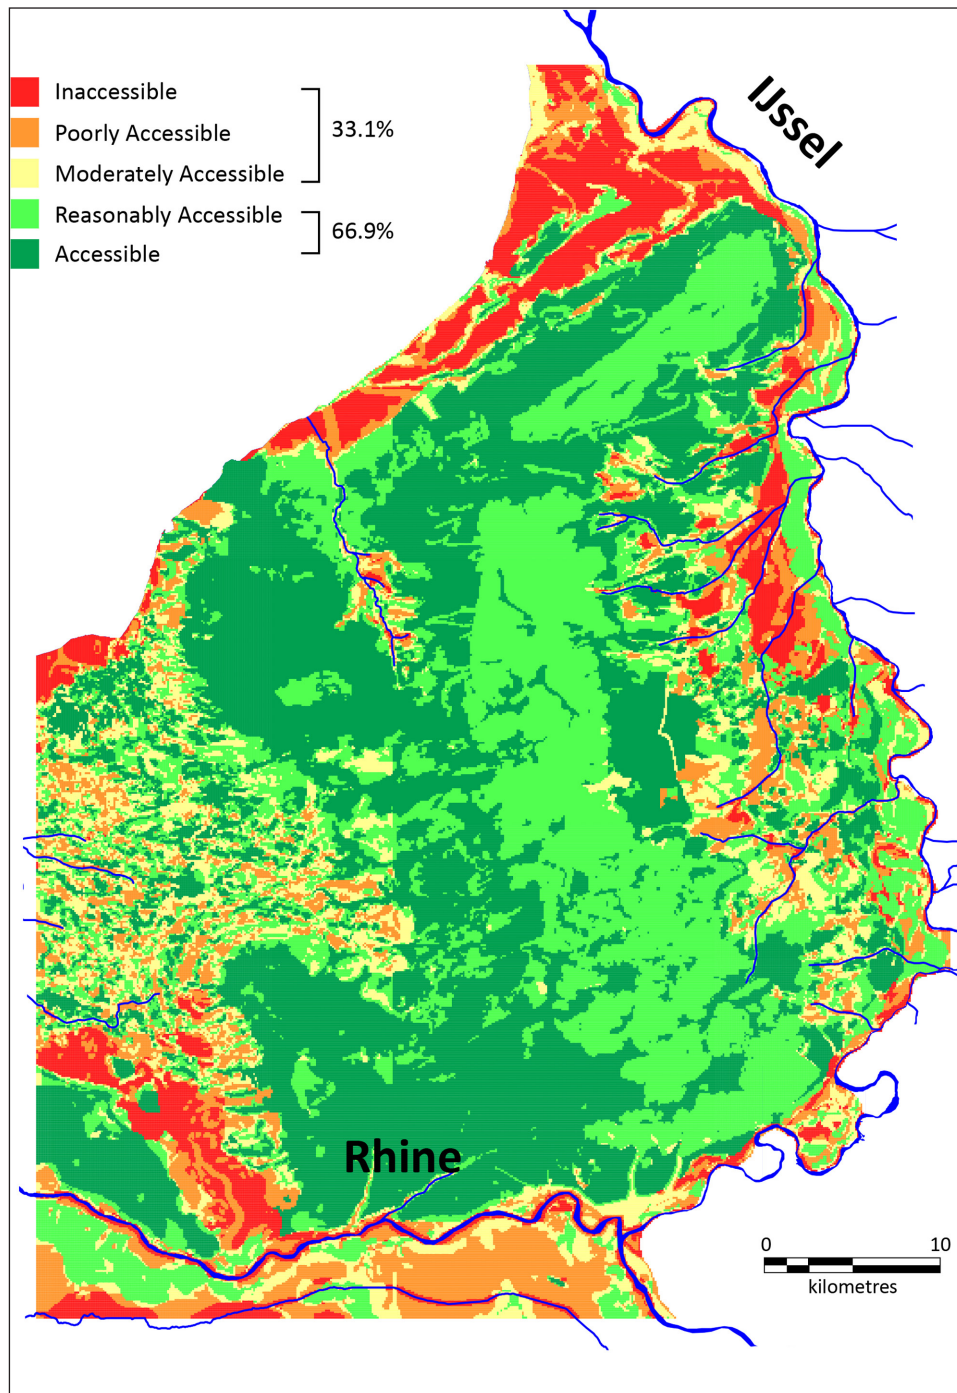 Inaccessible
Poorly Accessible
Moderately Accessible
33.1%
Reasonably Accessible
Accessible
66.9%
IJssel
Rhine
0 10
kilometres